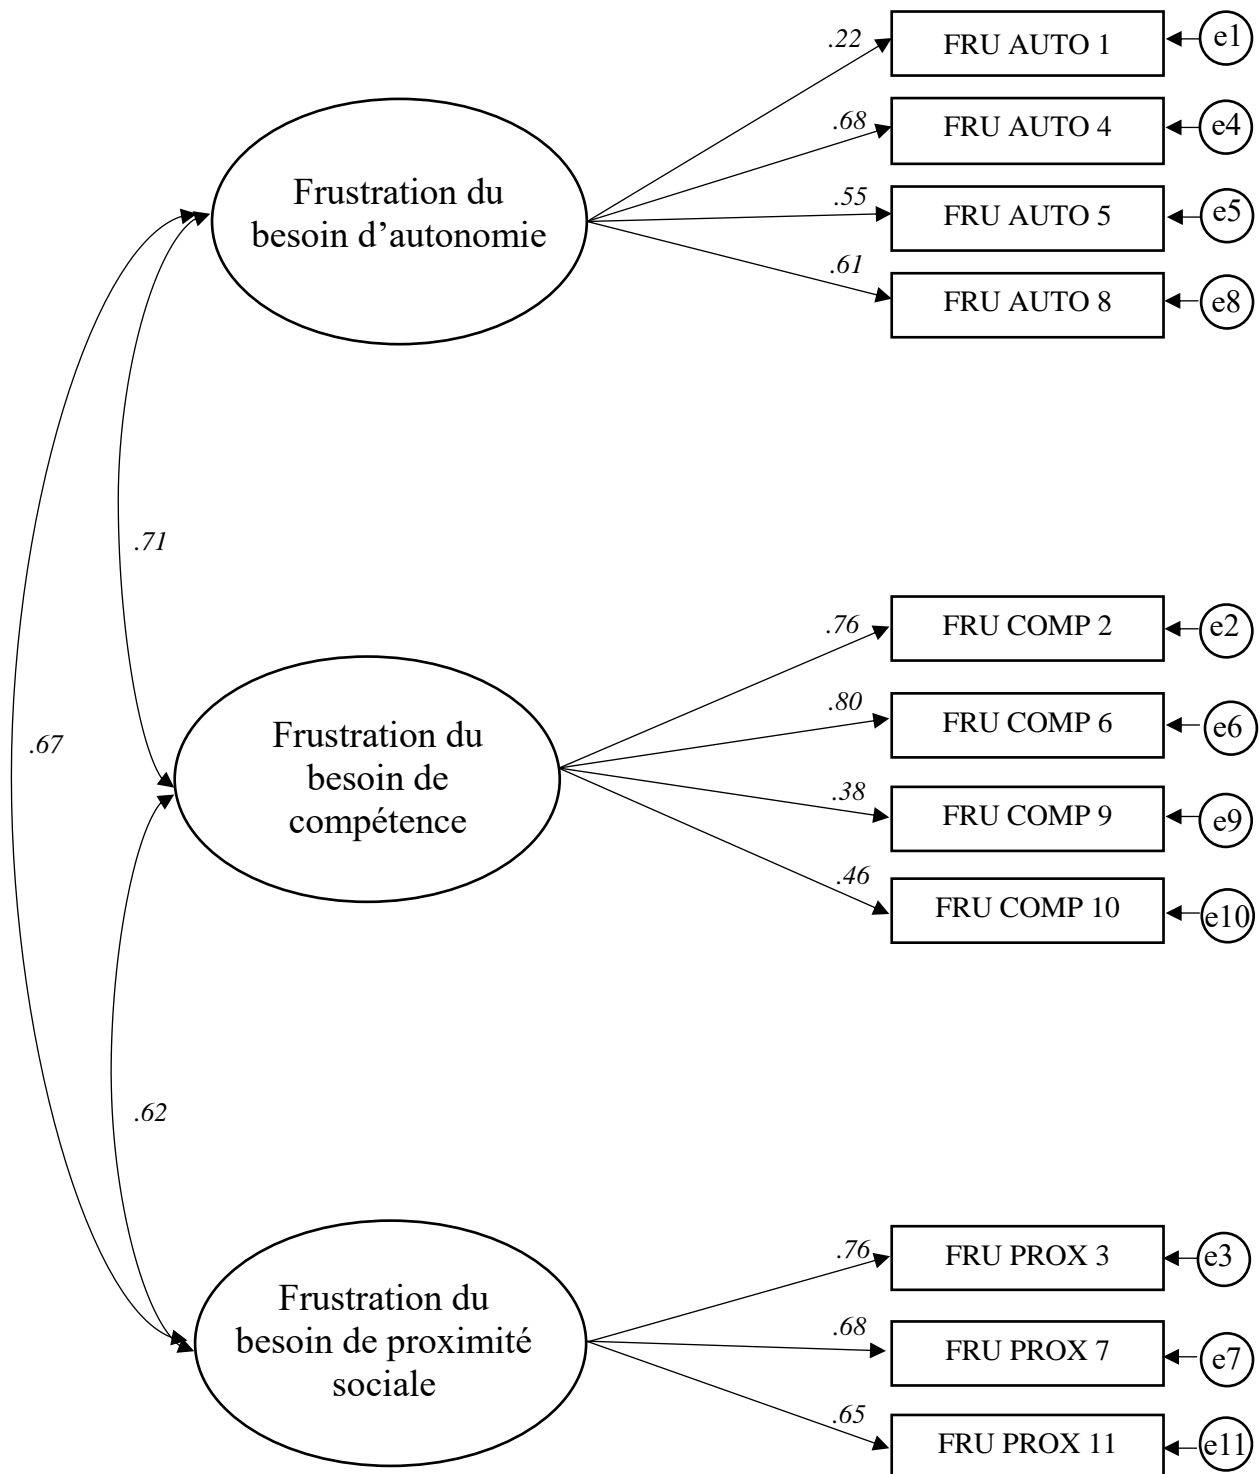 .22
FRU AUTO 1
e1
.68
FRU AUTO 4
e4
Frustration du
besoin d’autonomie
.55
FRU AUTO 5
e5
.61
FRU AUTO 8
e8
.71
.76
FRU COMP 2
e2
.67
Frustration du
besoin de
compétence
.80
FRU COMP 6
e6
.38
FRU COMP 9
e9
.46
FRU COMP 10
e10
.62
.76
FRU PROX 3
e3
Frustration du
besoin de proximité
sociale
.68
FRU PROX 7
e7
.65
FRU PROX 11
e11